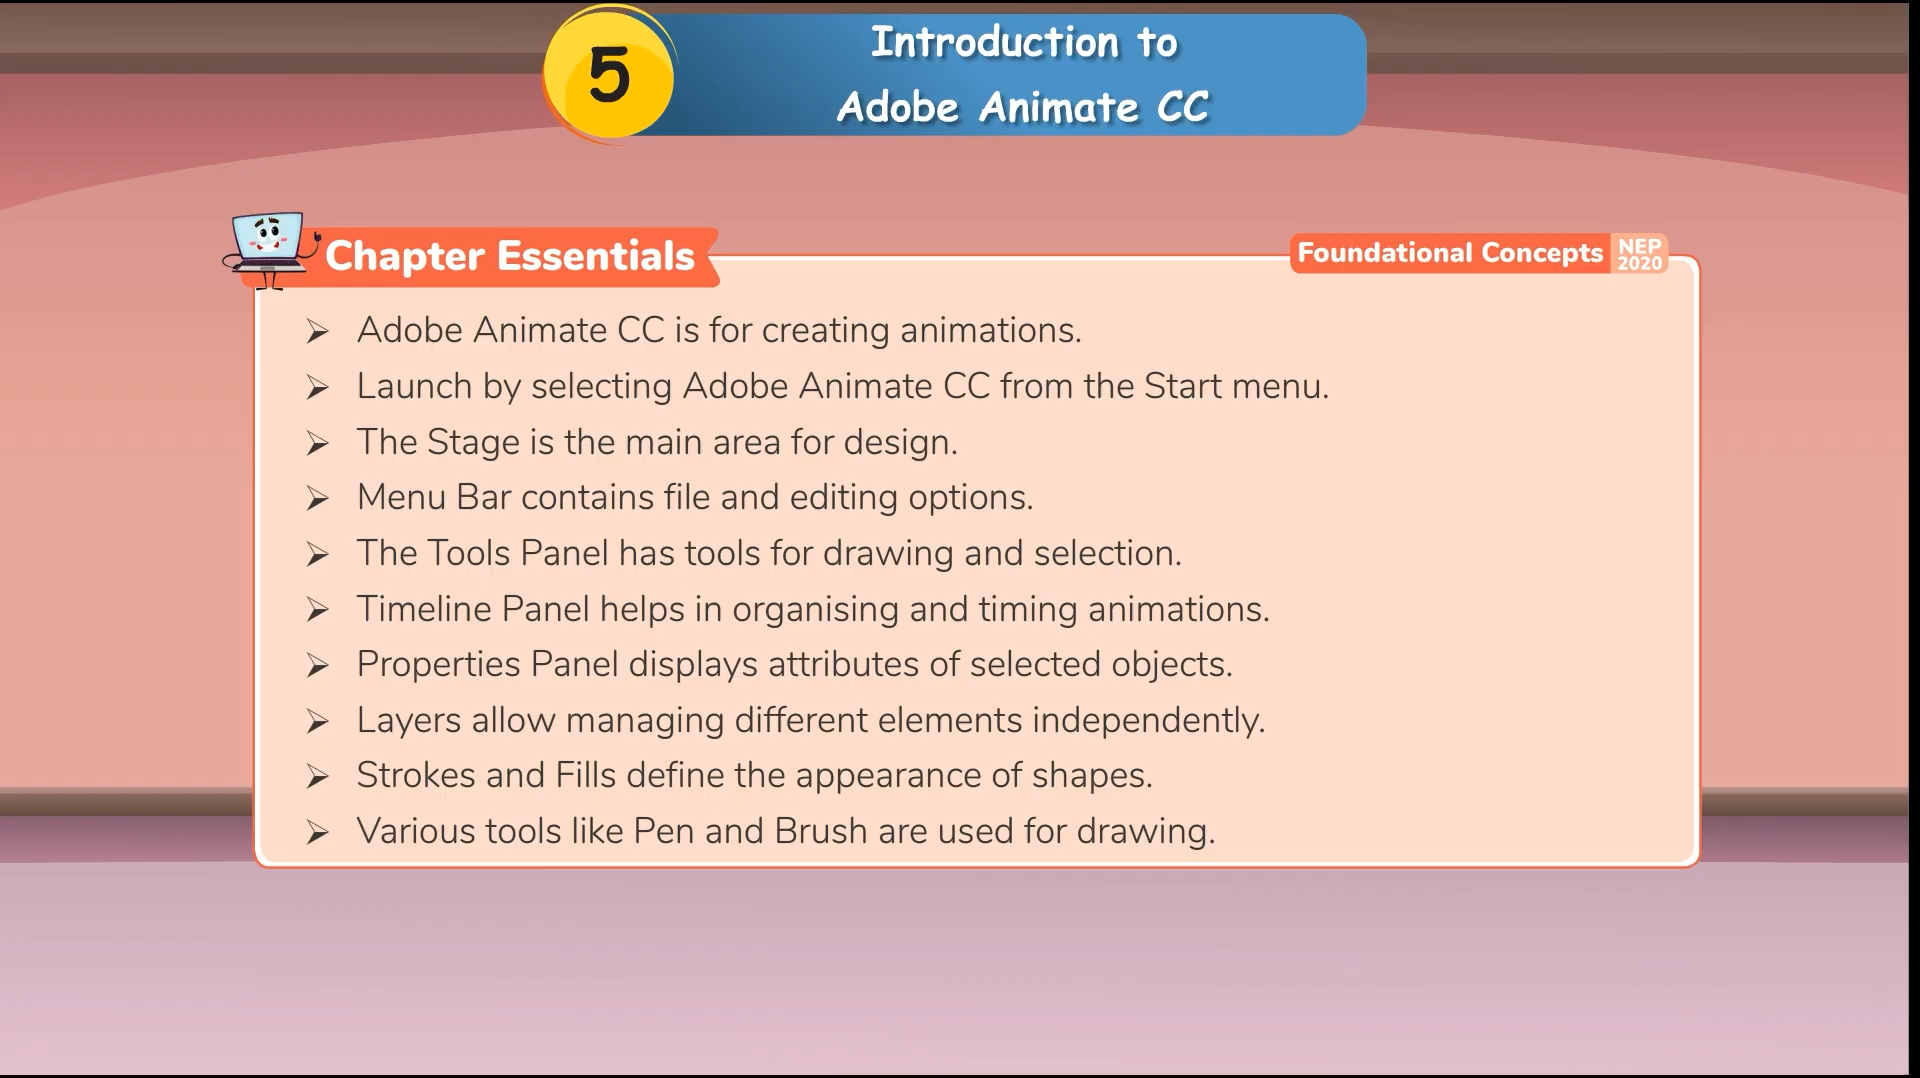 5
Introduction to
Adobe Animate CC
Chapter Essentials
Foundational Concepts
NEP
2020
➢ Adobe Animate CC is for creating animations.
➢ Launch by selecting Adobe Animate CC from the Start menu.
➢ The Stage is the main area for design.
➢ Menu Bar contains file and editing options.
➢ The Tools Panel has tools for drawing and selection.
➢ Timeline Panel helps in organising and timing animations.
➢ Properties Panel displays attributes of selected objects.
➢ Layers allow managing different elements independently.
➢ Strokes and Fills define the appearance of shapes.
➢ Various tools like Pen and Brush are used for drawing.